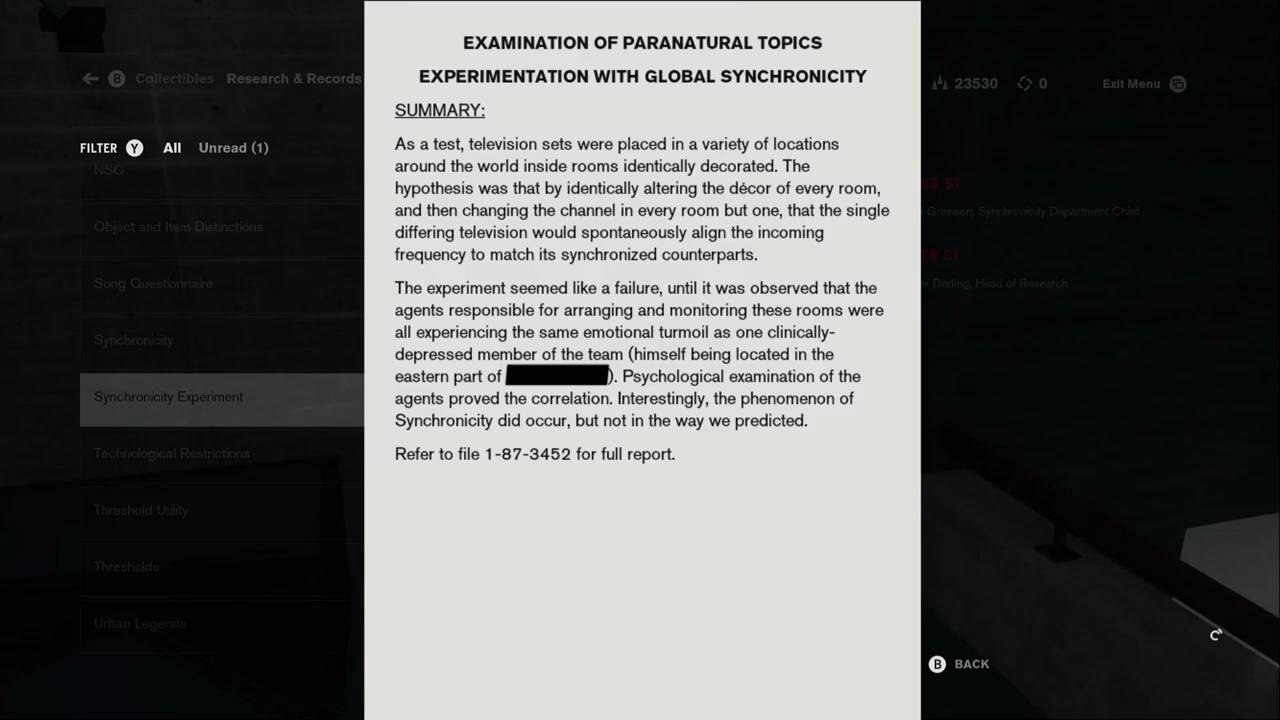 EXAMINATION OF PARANATURAL TOPICS
EXPERIMENTATION WITH GLOBAL SYNCHRONICITY
B Collectibles Research & Records
23530 0 Exit Menu
FILTER Y All Unread (1)
NSC
Object and Item Distinctions
Song Questionnaire
Synchronicity
Synchronicity Experiment
Technological Restrictions
Threshold Utility
Thresholds
Urban Legends
SUMMARY:
As a test, television sets were placed in a variety of locations
around the world inside rooms identically decorated. The
hypothesis was that by identically altering the décor of every room,
and then changing the channel in every room but one, that the single
differing television would spontaneously align the incoming
frequency to match its synchronized counterparts.
The experiment seemed like a failure, until it was observed that the
agents responsible for arranging and monitoring these rooms were
all experiencing the same emotional turmoil as one clinically-
depressed member of the team (himself being located in the
eastern part of ). Psychological examination of the
agents proved the correlation. Interestingly, the phenomenon of
Synchronicity did occur, but not in the way we predicted.
Refer to file 1-87-3452 for full report.
ED BY
Gronson, Synchronicity Department Chief
ER OF
er Darling, Head of Research
B BACK